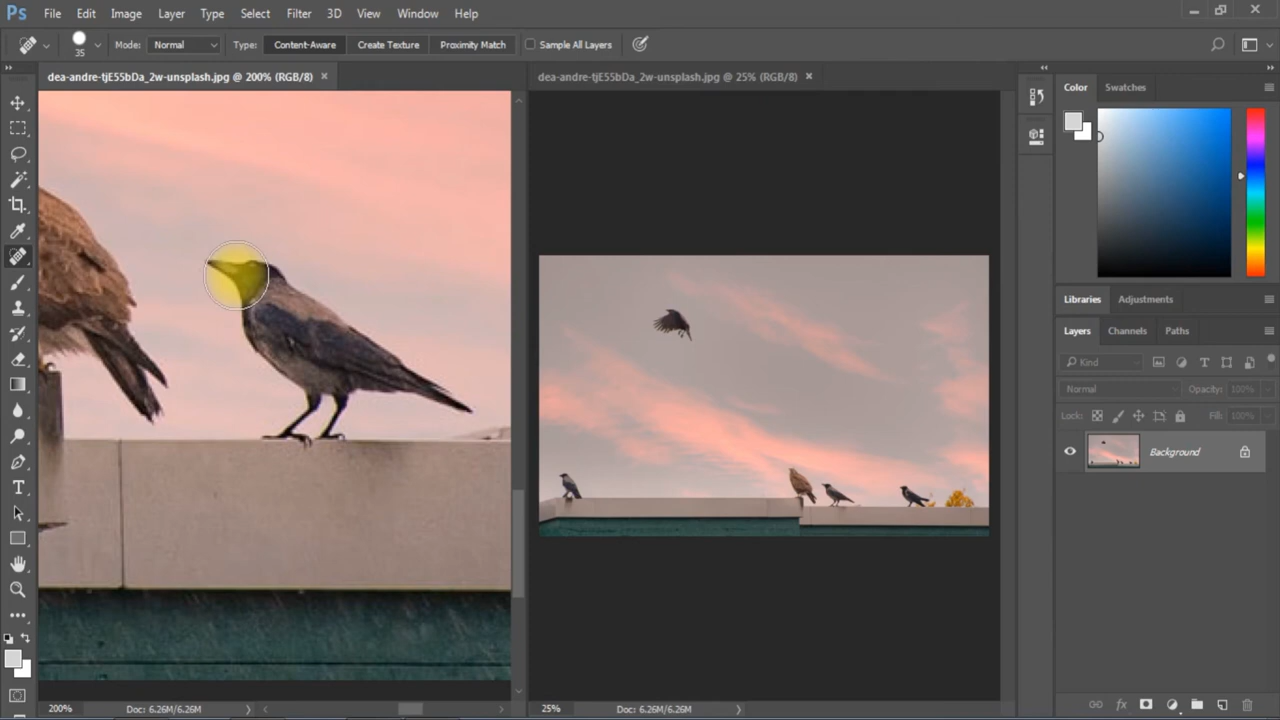 Ps File Edit Image Layer Type Select Filter 3D View Window Help
35 Mode: Normal Type: Content-Aware Create Texture Proximity Match Sample All Layers
dea-andre-tjE55bDa_2w-unsplash.jpg @ 200% (RGB/8) × dea-andre-tjE55bDa_2w-unsplash.jpg @ 25% (RGB/8) ×
Color Swatches
Libraries Adjustments
Layers Channels Paths
Kind
Normal Opacity: 100%
Lock: Fill: 100%
Background
200% Doc: 6.26M/6.26M 25% Doc: 6.26M/6.26M